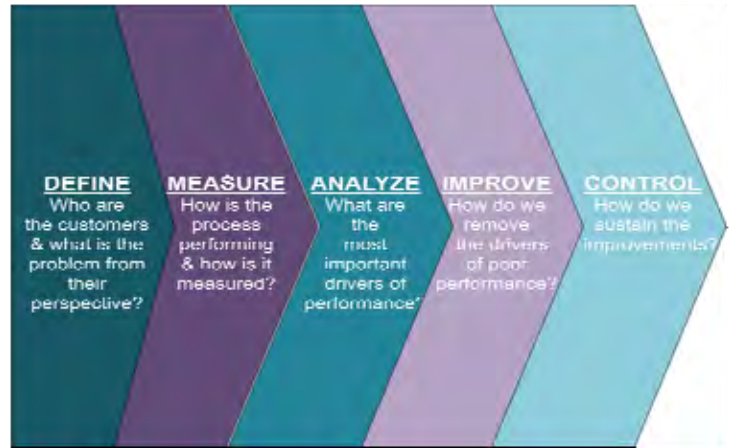 DEFINE
Who are
the customers
& what is the
problem from
their
perspective?
MEASURE
How is the
process
performing
& how is it
measured?
ANALYZE
What are
the
most
important
drivers of
performance?
IMPROVE
How do we
remove
the drivers
of poor
performance?
CONTROL
How do we
sustain the
improvements?